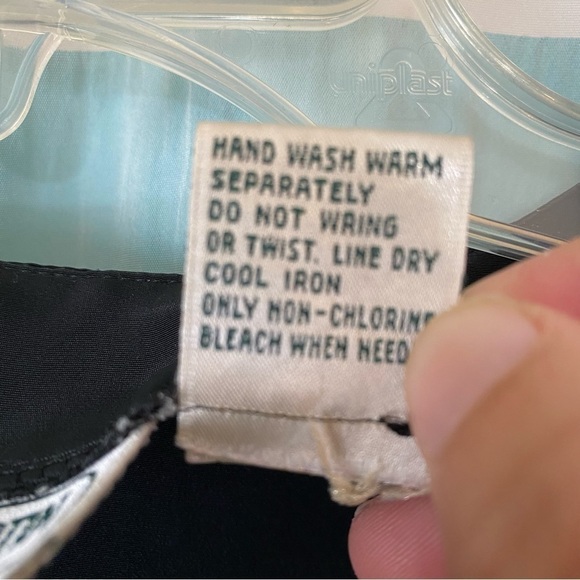 uniplast
HAND WASH WARM
SEPARATELY
DO NOT WRING
OR TWIST. LINE DRY
COOL IRON
ONLY NON-CHLORINE
BLEACH WHEN NEED